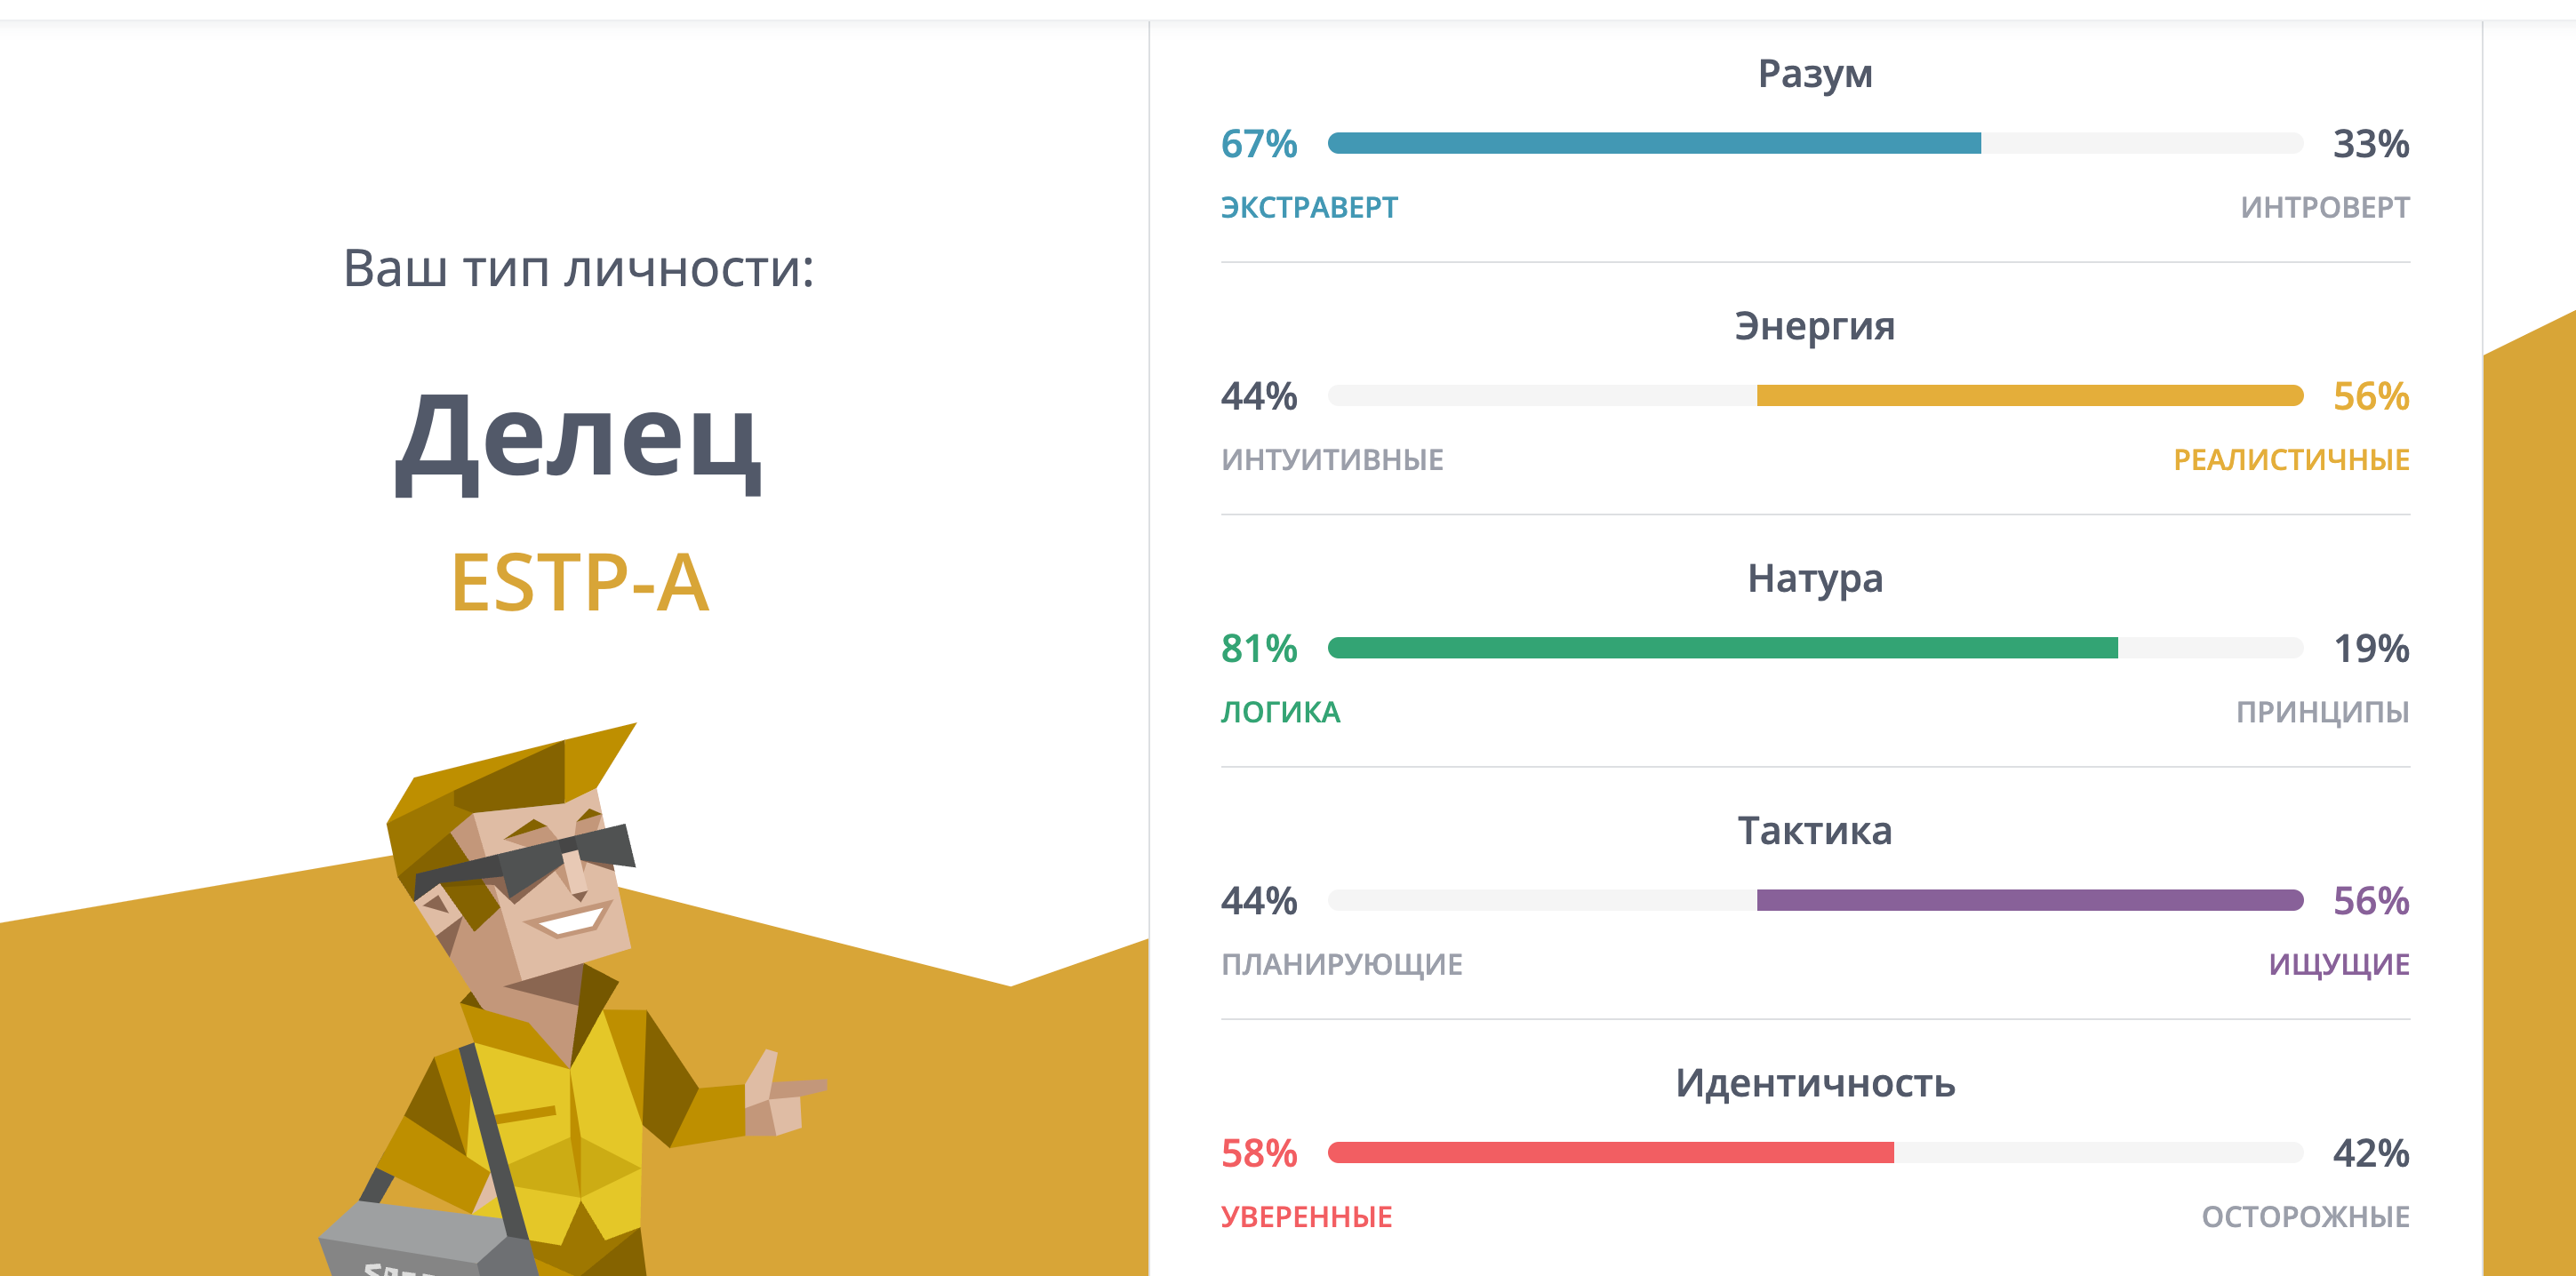 Ваш тип личности:
Делец
ESTP-A
Разум
67% 33%
ЭКСТРАВЕРТ ИНТРОВЕРТ
Энергия
44% 56%
ИНТУИТИВНЫЕ РЕАЛИСТИЧНЫЕ
Натура
81% 19%
ЛОГИКА ПРИНЦИПЫ
Тактика
44% 56%
ПЛАНИРУЮЩИЕ ИЩУЩИЕ
Идентичность
58% 42%
УВЕРЕННЫЕ ОСТОРОЖНЫЕ